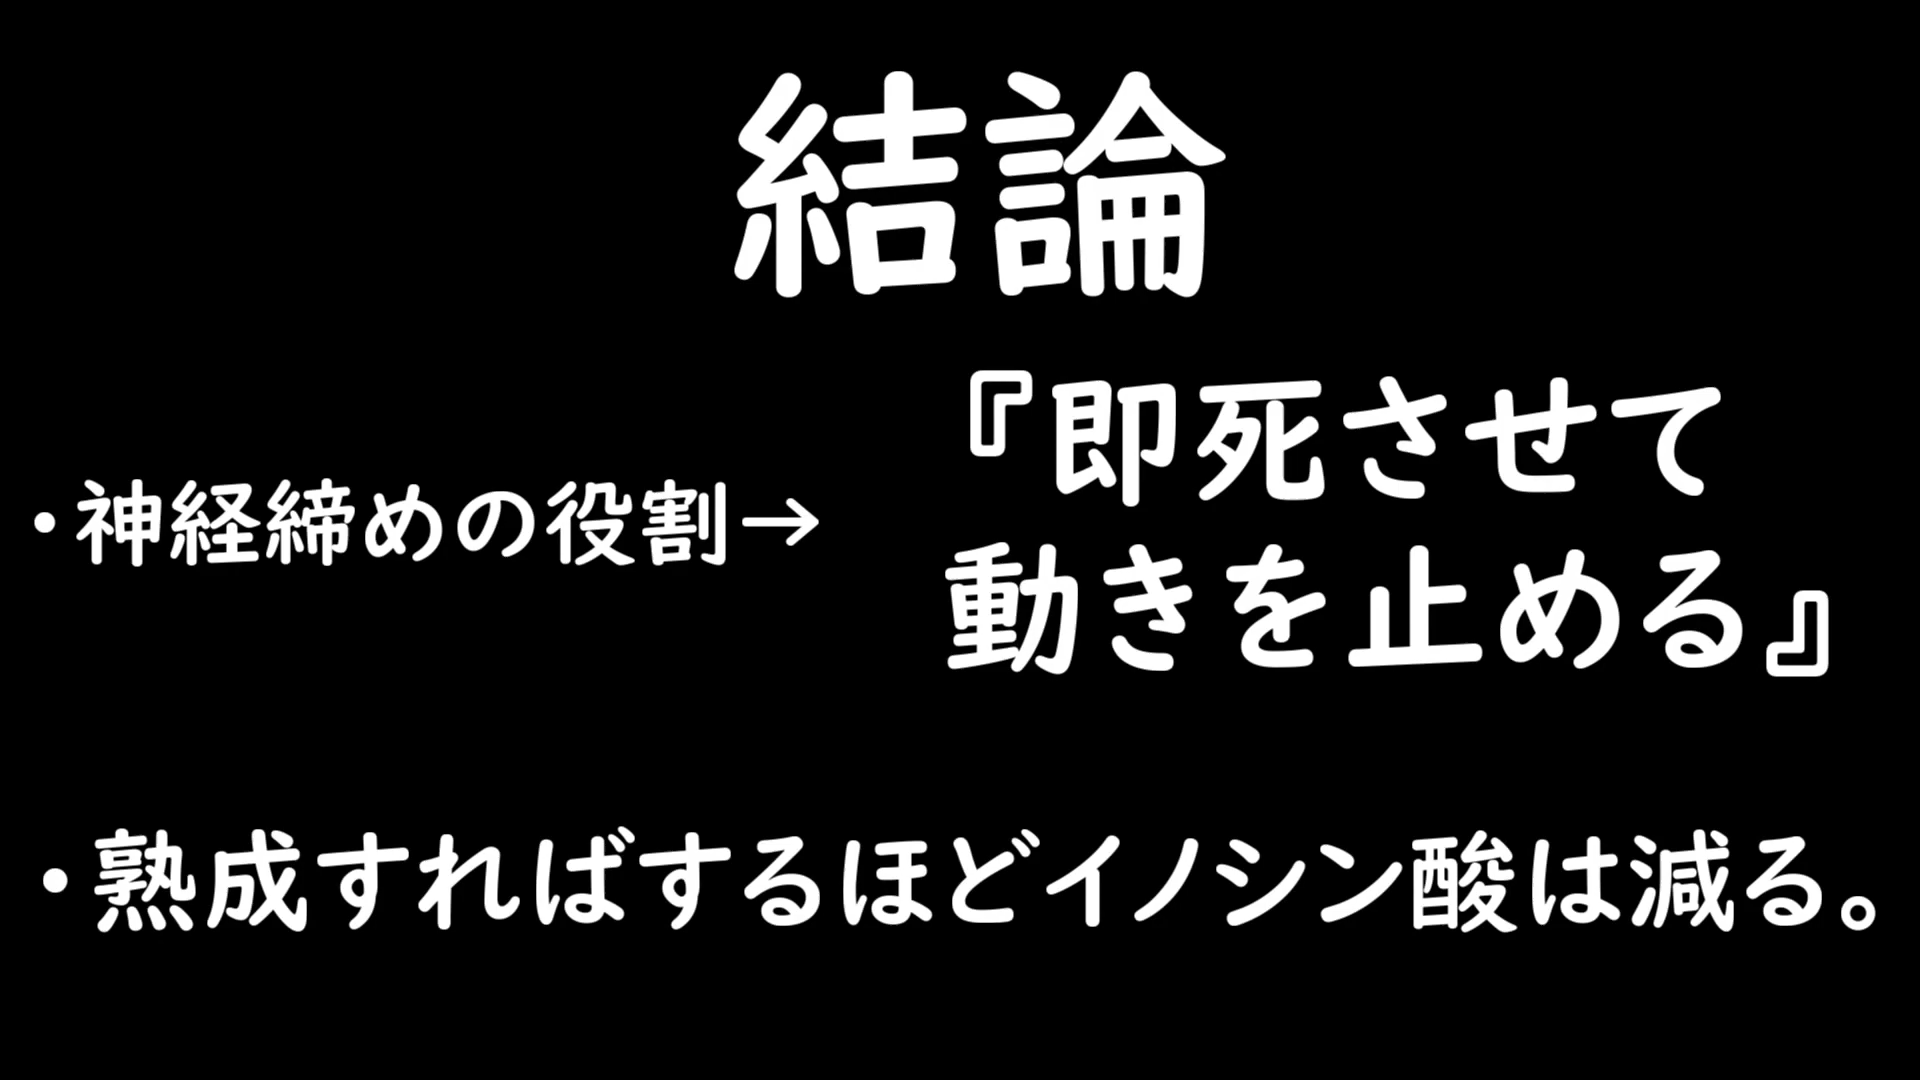 結論
・神経締めの役割→
『即死させて
動きを止める』
・熟成すればするほどイノシン酸は減る。